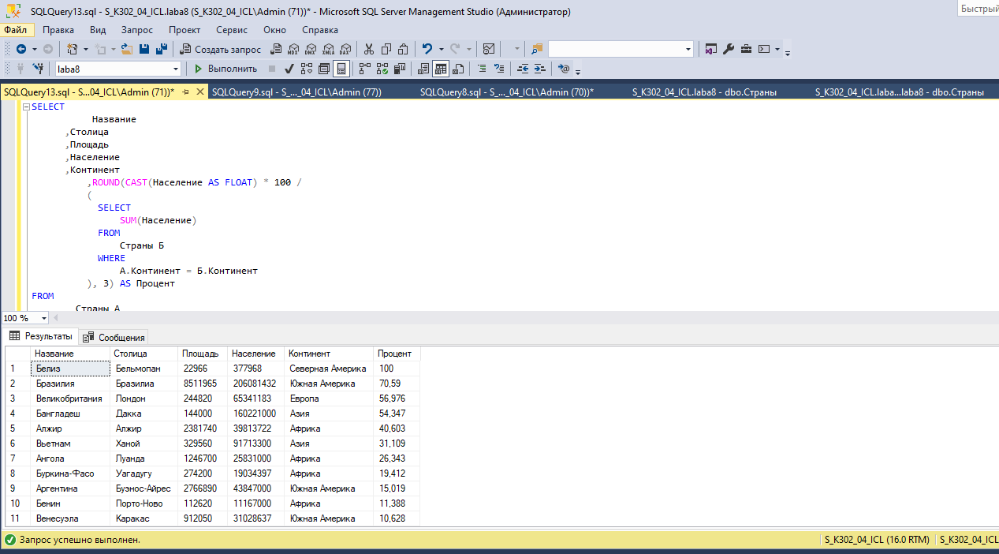 SQLQuery13.sql - S_K302_04_ICL.laba8 (S_K302_04_ICL\Admin (71))* - Microsoft SQL Server Management Studio (Администратор)
Быстрый
Файл Правка Вид Запрос Проект Сервис Окно Справка
Создать запрос MDX DMX XMLA DAX
laba8 Выполнить
SQLQuery13.sql - S...04_ICL\Admin (71))* SQLQuery9.sql - S_..._04_ICL\Admin (77)) SQLQuery8.sql - S_..._04_ICL\Admin (70))* S_K302_04_ICL.laba8 - dbo.Страны S_K302_04_ICL.laba...laba8 - dbo.Страны
SELECT
Название
,Столица
,Площадь
,Население
,Континент
,ROUND(CAST(Население AS FLOAT) * 100 /
(
SELECT
SUM(Население)
FROM
Страны Б
WHERE
А.Континент = Б.Континент
), 3) AS Процент
FROM
Страны А
100 %
Результаты Сообщения
Название Столица Площадь Население Континент Процент
1 Белиз Бельмопан 22966 377968 Северная Америка 100
2 Бразилия Бразилиа 8511965 206081432 Южная Америка 70,59
3 Великобритания Лондон 244820 65341183 Европа 56,976
4 Бангладеш Дакка 144000 160221000 Азия 54,347
5 Алжир Алжир 2381740 39813722 Африка 40,603
6 Вьетнам Ханой 329560 91713300 Азия 31,109
7 Ангола Луанда 1246700 25831000 Африка 26,343
8 Буркина-Фасо Уагадугу 274200 19034397 Африка 19,412
9 Аргентина Буэнос-Айрес 2766890 43847000 Южная Америка 15,019
10 Бенин Порто-Ново 112620 11167000 Африка 11,388
11 Венесуэла Каракас 912050 31028637 Южная Америка 10,628
Запрос успешно выполнен. S_K302_04_ICL (16.0 RTM) S_K302_04_ICL